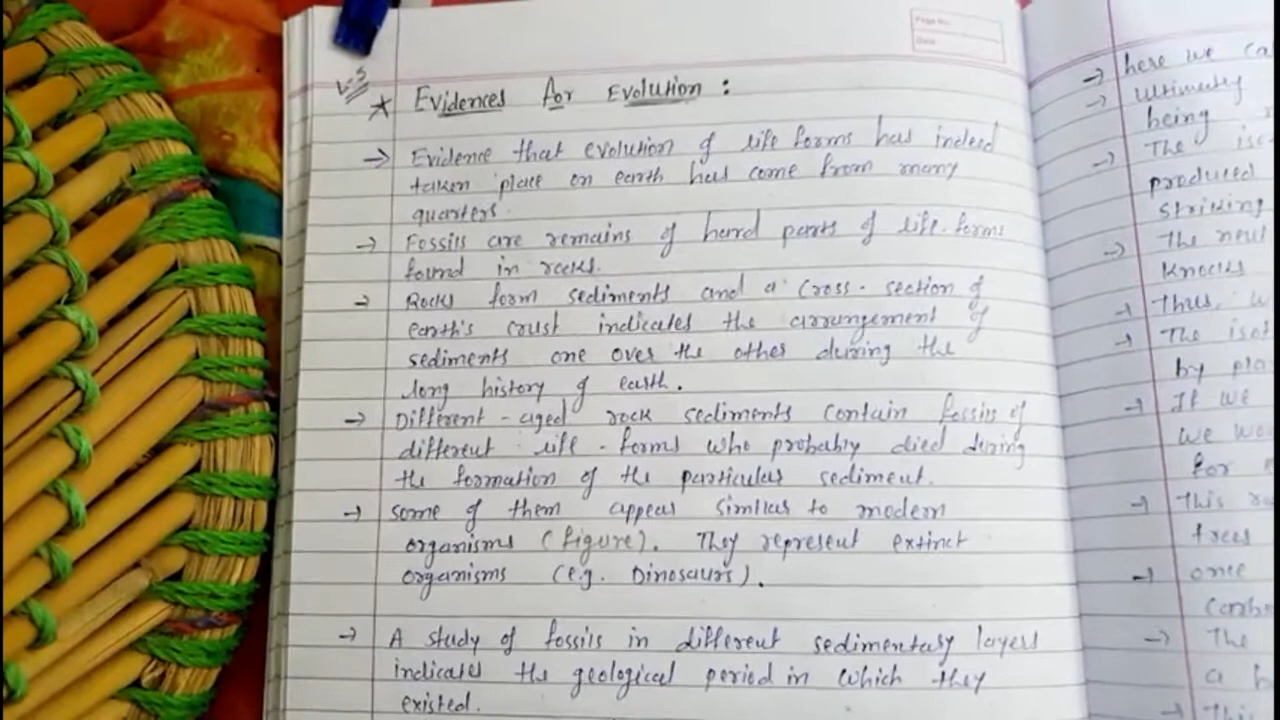 Page No.
Date
L-5
* Evidences for Evolution :
→ Evidence that evolution of life forms has indeed
taken place on earth has come from many
quarters.
→ Fossils are remains of hard parts of life-forms
found in rocks.
→ Rocks form sediments and a cross-section of
earth's crust indicates the arrangement of
sediments one over the other during the
long history of earth.
→ Different-aged rock sediments contain fossils of
different life-forms who probably died during
the formation of the particular sediment.
→ some of them appear similar to modern
organisms (figure). They represent extinct
organisms (e.g. Dinosaurs).
→ A study of fossils in different sedimentary layers
indicates the geological period in which they
existed.
→ here we ca
→ ultimately
being
→ The
produced
striking
→ The
knocks
→ Thus,
→ The
by
→ If we
we
for
→ This
trees
→ once
→ The
a
→ This